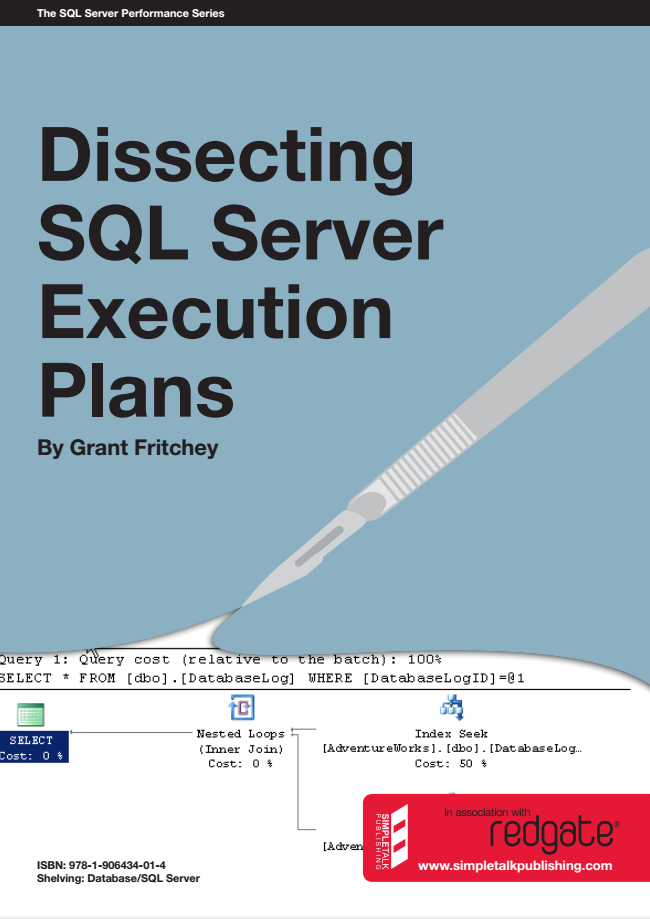 The SQL Server Performance Series
Dissecting
SQL Server
Execution
Plans
By Grant Fritchey
Query 1: Query cost (relative to the batch): 100%
SELECT * FROM [dbo].[DatabaseLog] WHERE [DatabaseLogID]=@1
SELECT
Cost: 0 %
Nested Loops
(Inner Join)
Cost: 0 %
Index Seek
[AdventureWorks].[dbo].[DatabaseLog…
Cost: 50 %
[Adven
SIMPLETALK
PUBLISHING
In association with
redgate®
www.simpletalkpublishing.com
ISBN: 978-1-906434-01-4
Shelving: Database/SQL Server